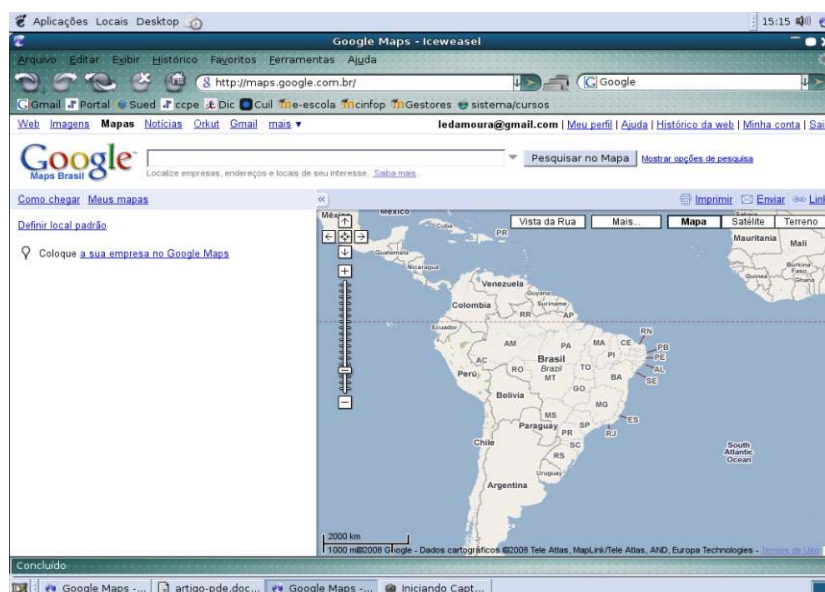 Aplicações Locais Desktop 15:15
Google Maps - Iceweasel
Arquivo Editar Exibir Histórico Favoritos Ferramentas Ajuda
http://maps.google.com.br/ Google
Gmail Portal Sued ccpe Dic Cuil e-escola cinfop Gestores sistema/cursos
Web Imagens Mapas Notícias Orkut Gmail mais ▼ ledamoura@gmail.com | Meu perfil | Ajuda | Histórico da web | Minha conta | Sai
Google
Maps Brasil
Pesquisar no Mapa Mostrar opções de pesquisa
Localize empresas, endereços e locais de seu interesse. Saiba mais.
Como chegar Meus mapas « Imprimir Enviar Link
Definir local padrão
Coloque a sua empresa no Google Maps
Vista da Rua Mais... Mapa Satélite Terreno
México Mexico
Cuba
PR
Guatemala
Nicaragua
Mauritania
Mali
Burkina Faso
Guinea
Ghana
Venezuela
Guyana
Suriname
Colombia
RR AP
Ecuador
RN
AM PA MA CE PB
PI PE
AC AL
RO Brasil TO SE
Brazil
Perú MT BA
GO
Bolivia
MG
MS ES
Paraguay SP
PR RJ
Chile SC
RS
Uruguay
Argentina
South
Atlantic
Ocean
2000 km
1000 mi ©2008 Google - Dados cartográficos ©2008 Tele Atlas, MapLink/Tele Atlas, AND, Europa Technologies - Termos de Uso
Concluído
Google Maps -... artigo-pde.doc... Google Maps -... Iniciando Capt...